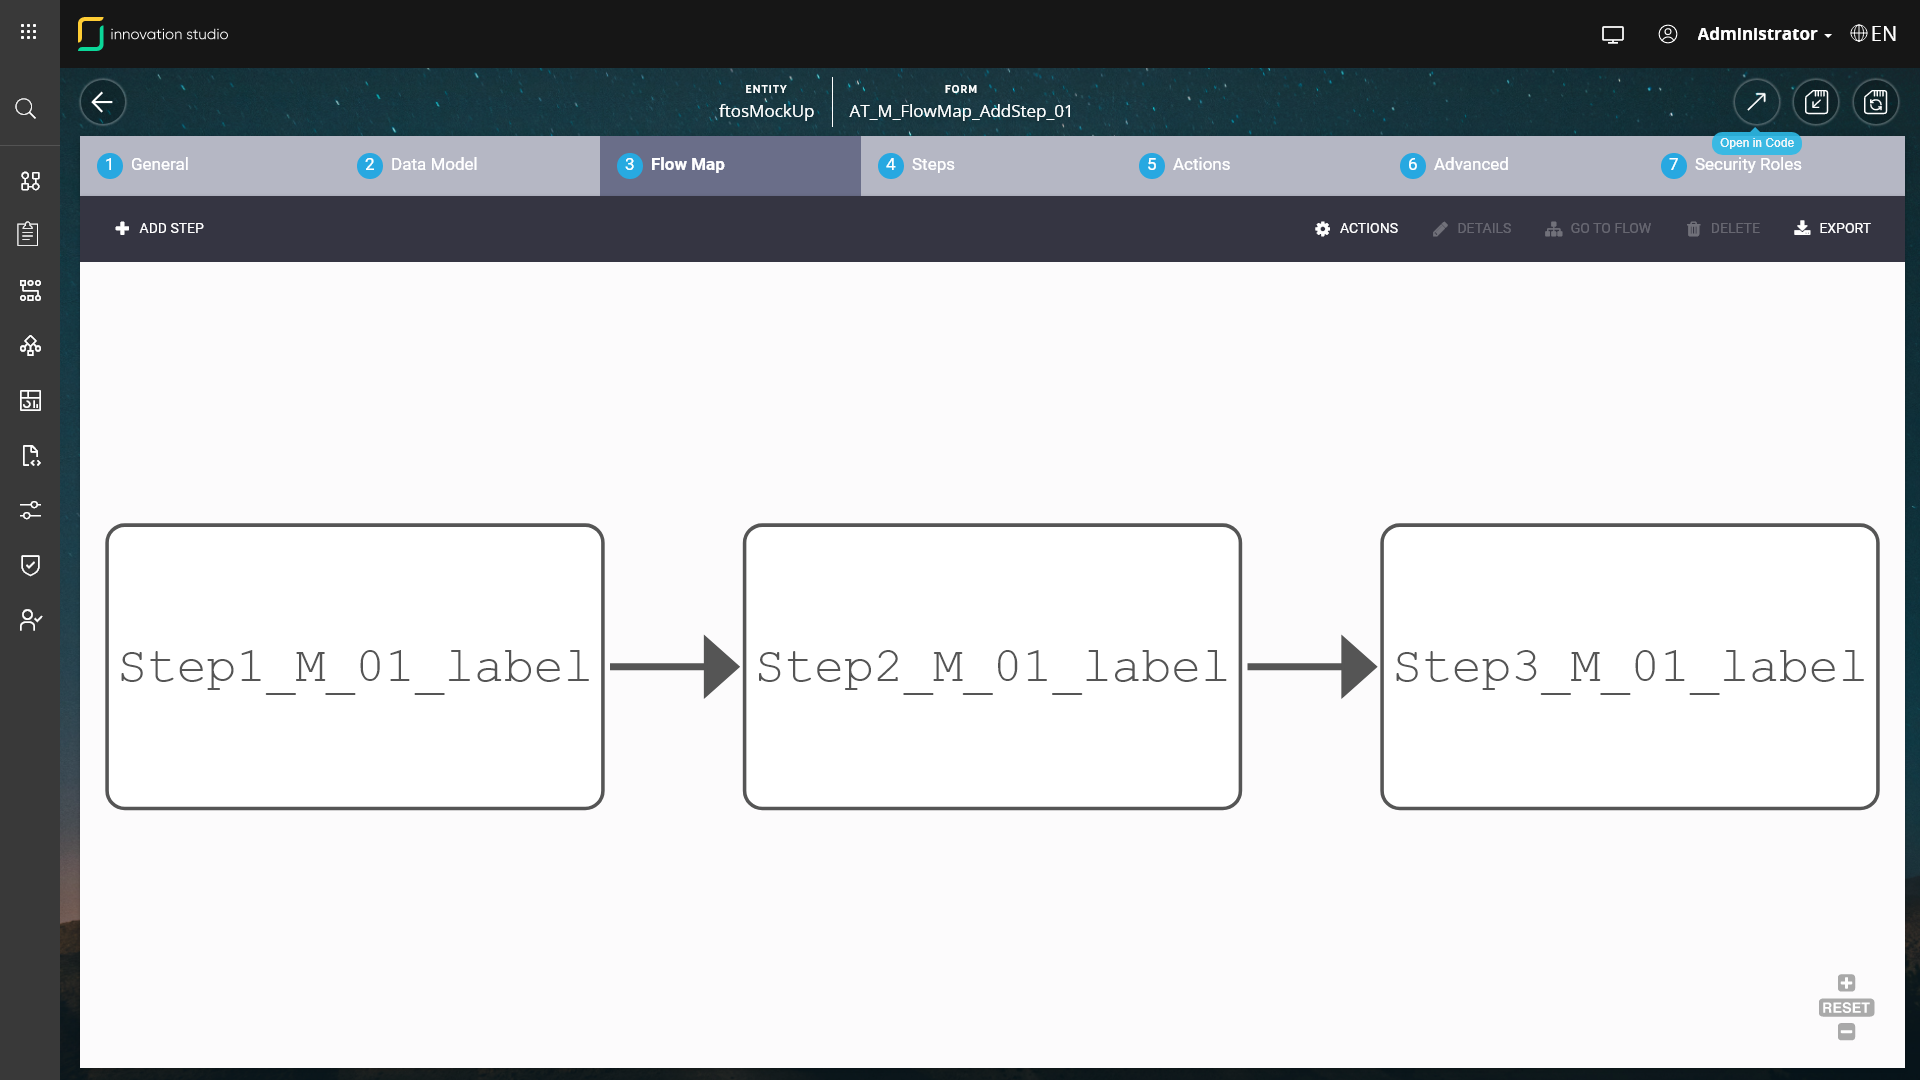 innovation studio
Administrator
EN
ENTITY
ftosMockUp
FORM
AT_M_FlowMap_AddStep_01
Open in Code
1 General
2 Data Model
3 Flow Map
4 Steps
5 Actions
6 Advanced
7 Security Roles
ADD STEP
ACTIONS
DETAILS
GO TO FLOW
DELETE
EXPORT
Step1_M_01_label
Step2_M_01_label
Step3_M_01_label
RESET